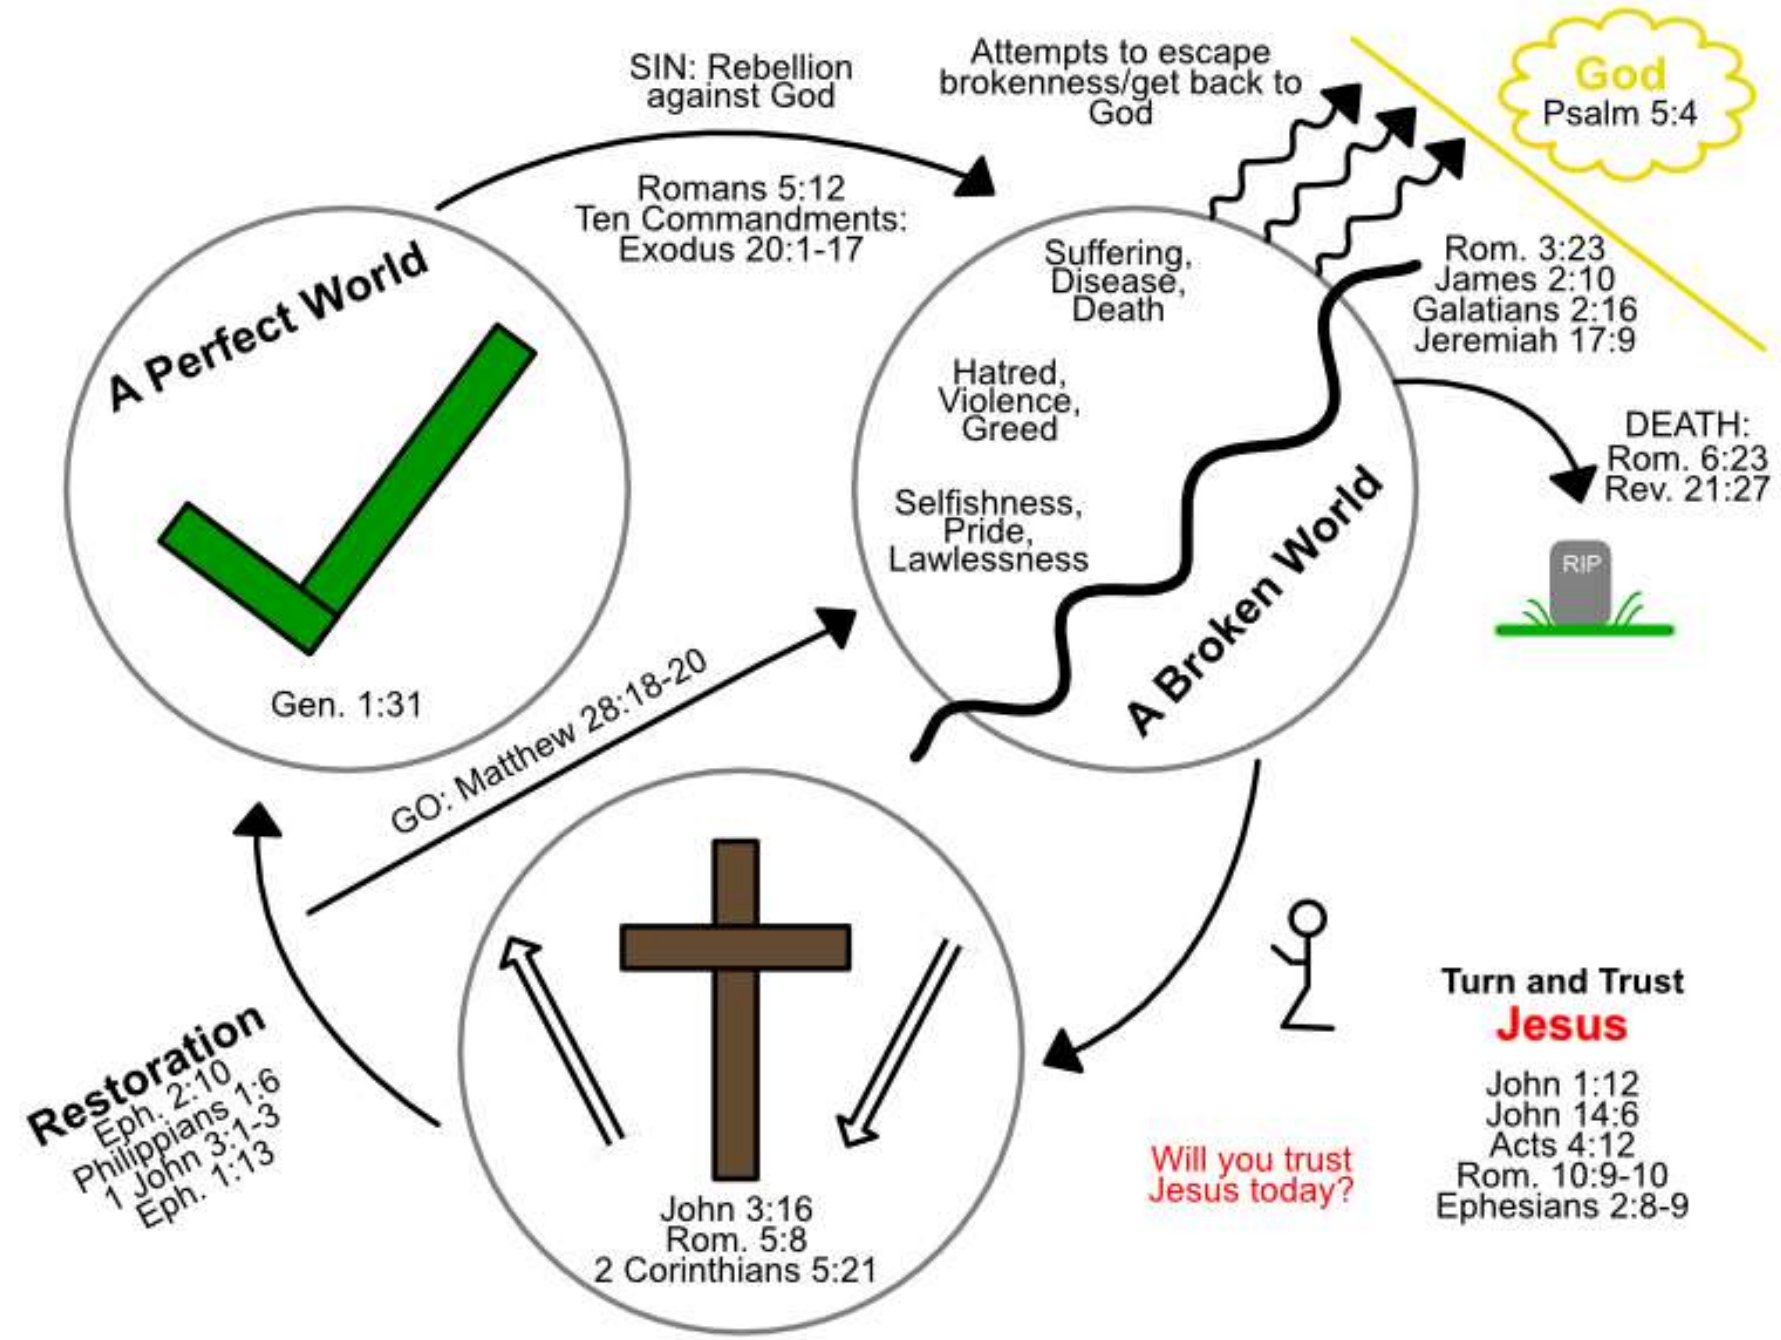 SIN: Rebellion
against God
Romans 5:12
Ten Commandments:
Exodus 20:1-17
Attempts to escape
brokenness/get back to
God
God
Psalm 5:4
A Perfect World
Gen. 1:31
Suffering,
Disease,
Death
Hatred,
Violence,
Greed
Selfishness,
Pride,
Lawlessness
A Broken World
Rom. 3:23
James 2:10
Galatians 2:16
Jeremiah 17:9
DEATH:
Rom. 6:23
Rev. 21:27
RIP
GO: Matthew 28:18-20
Turn and Trust
Jesus
John 1:12
John 14:6
Acts 4:12
Rom. 10:9-10
Ephesians 2:8-9
Will you trust
Jesus today?
John 3:16
Rom. 5:8
2 Corinthians 5:21
Restoration
Eph. 2:10
Philippians 1:6
1 John 3:1-3
Eph. 1:13